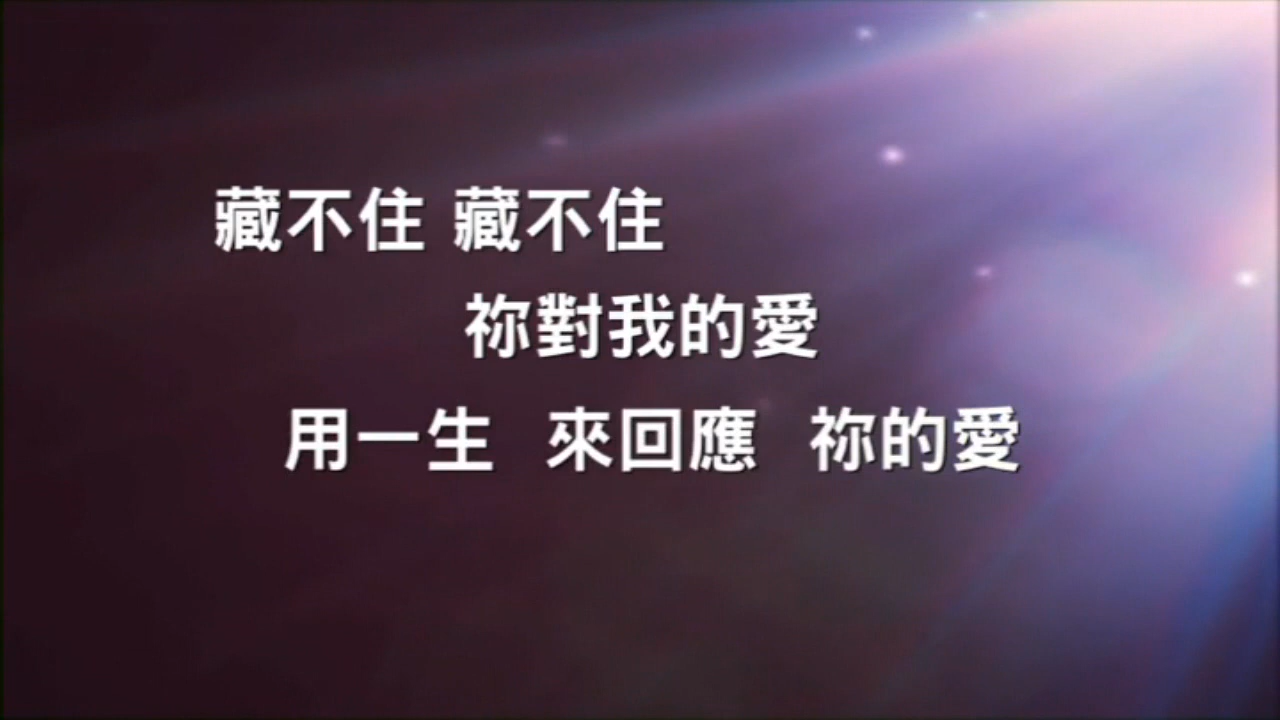 藏不住 藏不住
祢對我的愛
用一生 來回應 祢的愛